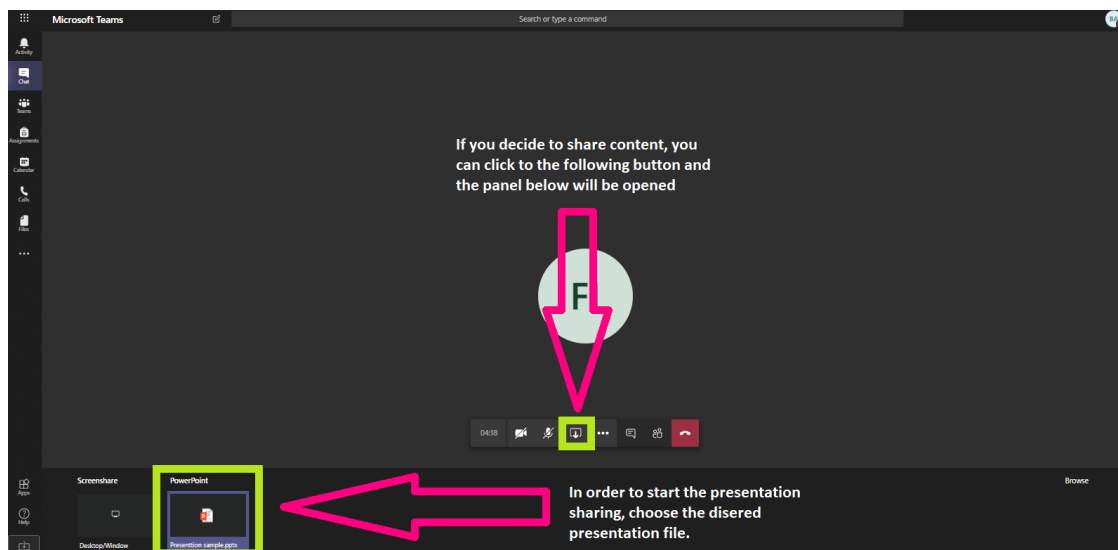 Microsoft Teams
Search or type a command
BA
Activity
Chat
Teams
Assignments
Calendar
Calls
Files
If you decide to share content, you
can click to the following button and
the panel below will be opened
F
04:18
Apps
Help
Screenshare
PowerPoint
Browse
Desktop/Window
Presenttion sample.pptx
In order to start the presentation
sharing, choose the disered
presentation file.